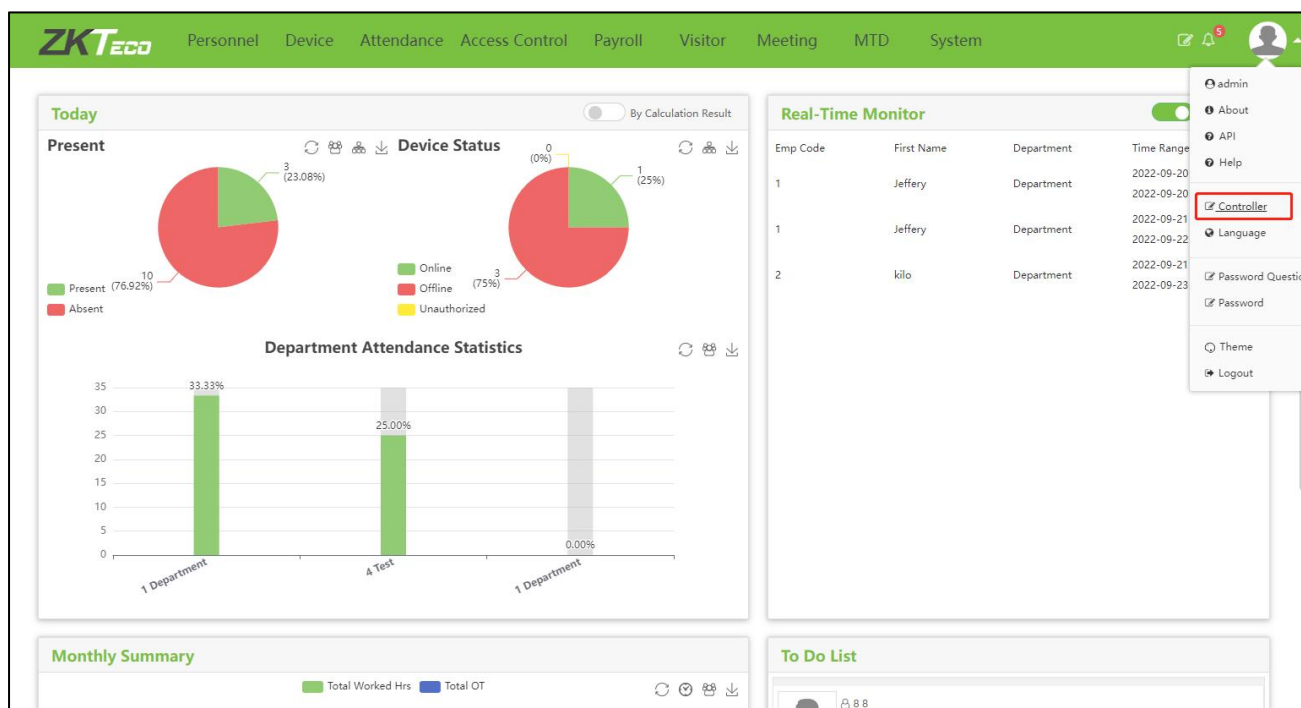 ZKTECO Personnel Device Attendance Access Control Payroll Visitor Meeting MTD System 5
admin
About
API
Help
Controller
Language
Password Questio
Password
Theme
Logout
Today By Calculation Result
Present
3
(23.08%)
10
(76.92%)
Present
Absent
Device Status
0
(0%)
1
(25%)
3
(75%)
Online
Offline
Unauthorized
Department Attendance Statistics
35
30
25
20
15
10
5
0
33.33%
25.00%
0.00%
1 Department
4 Test
1 Department
Real-Time Monitor
Emp Code First Name Department Time Range
1 Jeffery Department 2022-09-20
2022-09-20
1 Jeffery Department 2022-09-21
2022-09-22
2 kilo Department 2022-09-21
2022-09-23
Monthly Summary
Total Worked Hrs Total OT
To Do List
8 8